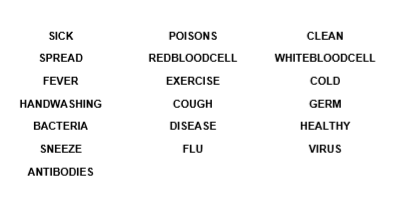 SICK POISONS CLEAN
SPREAD REDBLOODCELL WHITEBLOODCELL
FEVER EXERCISE COLD
HANDWASHING COUGH GERM
BACTERIA DISEASE HEALTHY
SNEEZE FLU VIRUS
ANTIBODIES